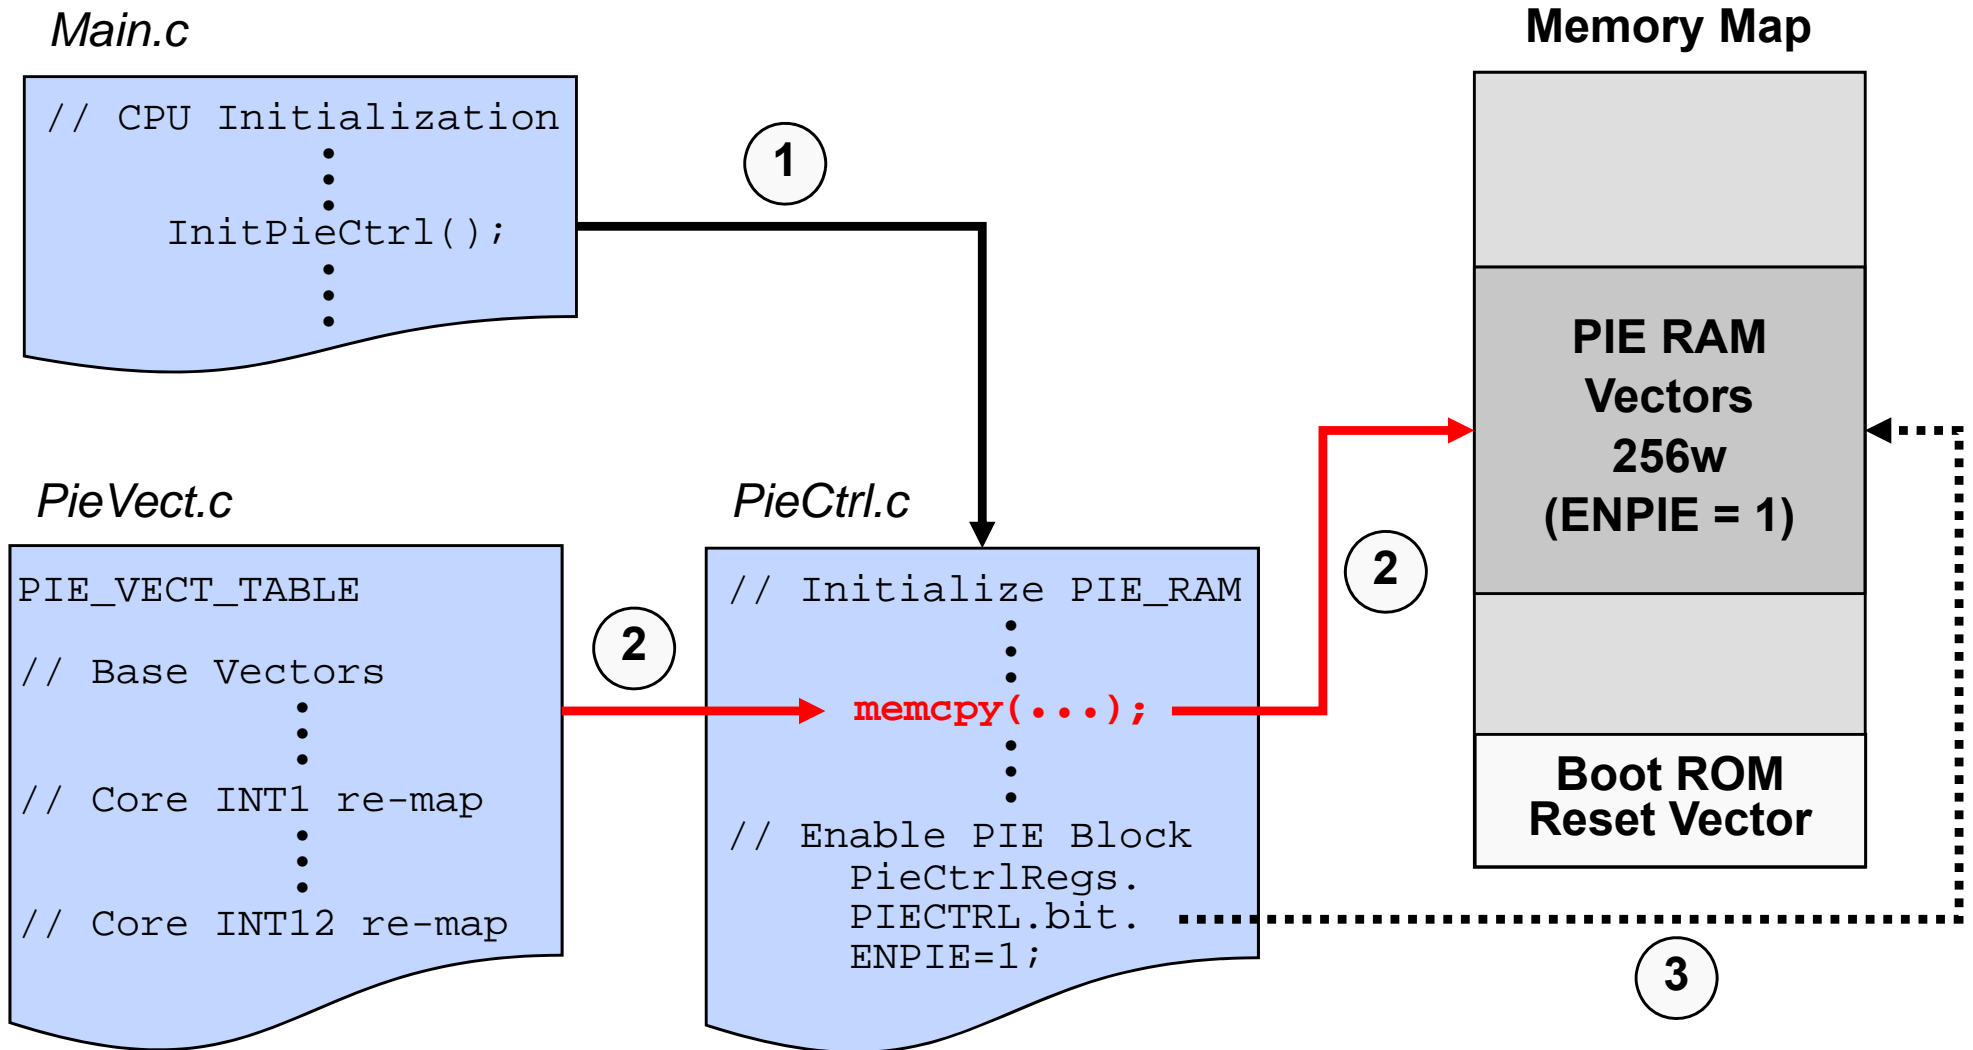 Main.c
// CPU Initialization
InitPieCtrl();
1
Memory Map
PIE RAM
Vectors
256w
(ENPIE = 1)
Boot ROM
Reset Vector
PieVect.c
PIE_VECT_TABLE
// Base Vectors
// Core INT1 re-map
// Core INT12 re-map
2
PieCtrl.c
// Initialize PIE_RAM
memcpy(...);
// Enable PIE Block
PieCtrlRegs.
PIECTRL.bit.
ENPIE=1;
2
3